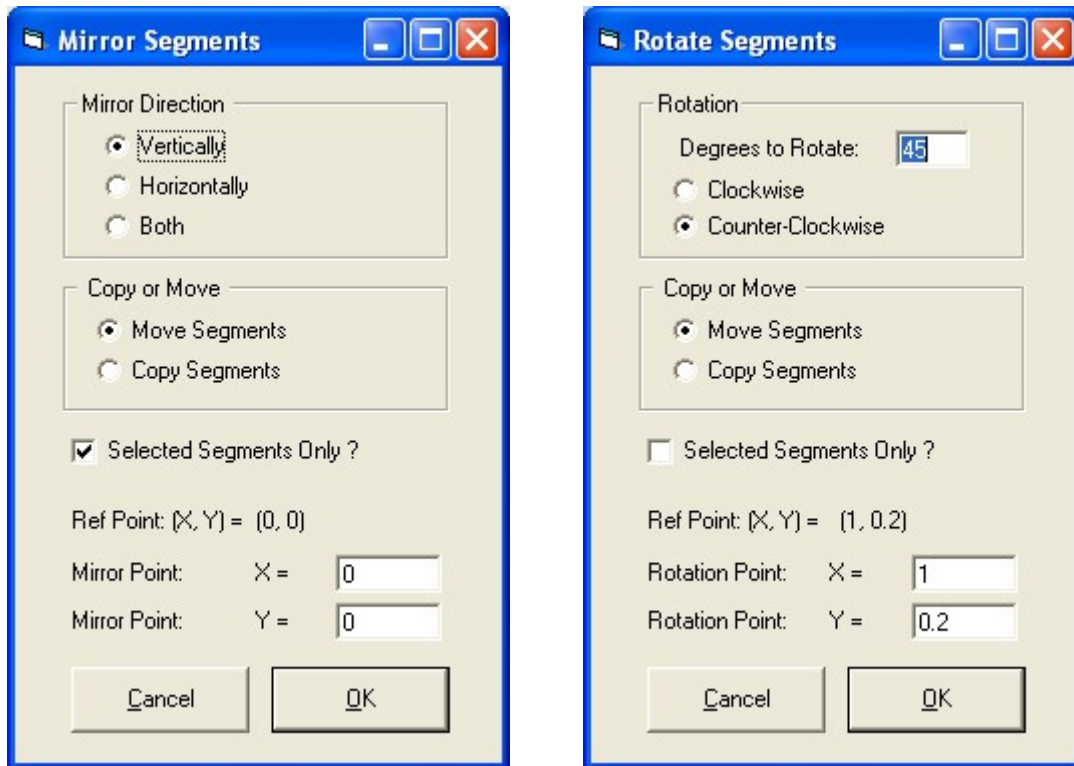 Mirror Segments
Mirror Direction
Vertically
Horizontally
Both
Copy or Move
Move Segments
Copy Segments
Selected Segments Only ?
Ref Point: (X, Y) = (0, 0)
Mirror Point: X = 0
Mirror Point: Y = 0
Cancel OK
Rotate Segments
Rotation
Degrees to Rotate: 45
Clockwise
Counter-Clockwise
Copy or Move
Move Segments
Copy Segments
Selected Segments Only ?
Ref Point: (X, Y) = (1, 0.2)
Rotation Point: X = 1
Rotation Point: Y = 0.2
Cancel OK